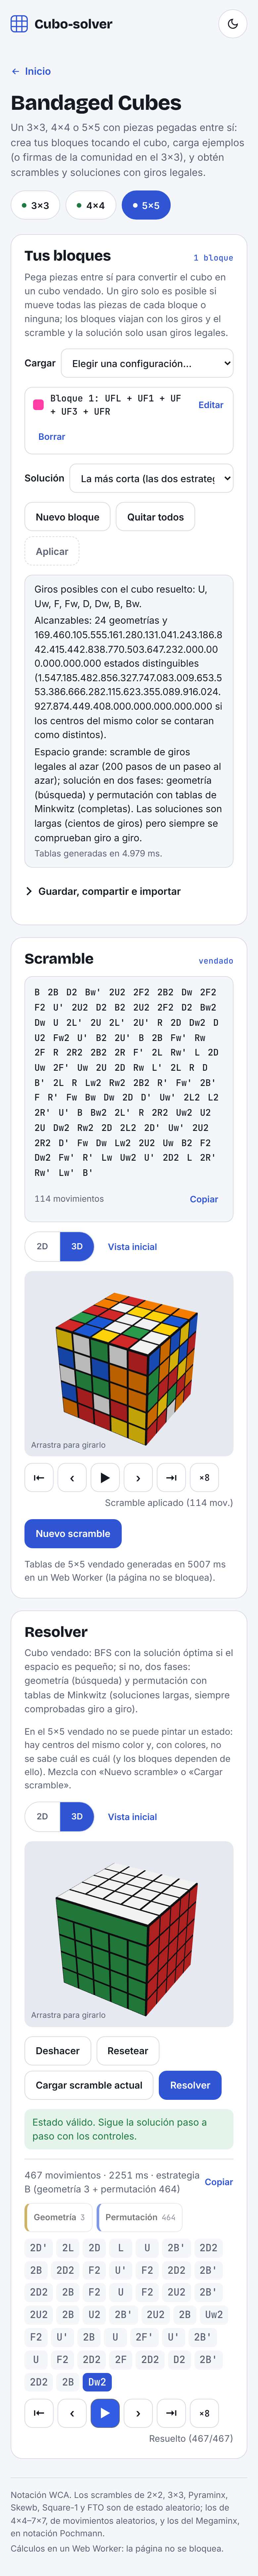 Cubo-solver
← Inicio
Bandaged Cubes
Un 3×3, 4×4 o 5×5 con piezas pegadas entre sí:
crea tus bloques tocando el cubo, carga ejemplos
(o firmas de la comunidad en el 3×3), y obtén
scrambles y soluciones con giros legales.
3×3 4×4 5×5
Tus bloques 1 bloque
Pega piezas entre sí para convertir el cubo en
un cubo vendado. Un giro solo es posible si
mueve todas las piezas de cada bloque o
ninguna; los bloques viajan con los giros y el
scramble y la solución solo usan giros legales.
Cargar Elegir una configuración...
Bloque 1: UFL + UF1 + UF
+ UF3 + UFR
Editar
Borrar
Solución La más corta (las dos estrateg
Nuevo bloque Quitar todos
Aplicar
Giros posibles con el cubo resuelto: U,
Uw, F, Fw, D, Dw, B, Bw.
Alcanzables: 24 geometrías y
169.460.105.555.161.280.131.041.243.186.8
42.415.442.838.770.503.647.232.000.00
0.000.000.000 estados distinguibles
(1.547.185.482.856.327.747.083.009.653.5
53.386.666.282.115.623.355.089.916.024.
927.874.449.408.000.000.000.000.000 si
los centros del mismo color se contaran
como distintos).
Espacio grande: scramble de giros
legales al azar (200 pasos de un paseo al
azar); solución en dos fases: geometría
(búsqueda) y permutación con tablas de
Minkwitz (completas). Las soluciones son
largas (cientos de giros) pero siempre se
comprueban giro a giro.
Tablas generadas en 4.979 ms.
Guardar, compartir e importar
Scramble vendado
B 2B D2 Bw' 2U2 2F2 2B2 Dw 2F2
F2 U' 2U2 D2 B2 2U2 2F2 D2 Bw2
Dw U 2L' 2U 2L' 2U' R 2D Dw2 D
U2 Fw2 U' B2 2U' B 2B Fw' Rw
2F R 2R2 2B2 2R F' 2L Rw' L 2D
Uw 2F' Uw 2U 2D Rw L' 2L R D
B' 2L R Lw2 Rw2 2B2 R' Fw' 2B'
F R' Fw Bw Dw 2D D' Uw' 2L2 L2
2R' U' B Bw2 2L' R 2R2 Uw2 U2
2U Dw2 Rw2 2D 2L2 2D' Uw' 2U2
2R2 D' Fw Dw Lw2 2U2 Uw B2 F2
Dw2 Fw' R' Lw Uw2 U' 2D2 L 2R'
Rw' Lw' B'
114 movimientos Copiar
2D 3D Vista inicial
Arrastra para girarlo
×8
Scramble aplicado (114 mov.)
Nuevo scramble
Tablas de 5×5 vendado generadas en 5007 ms
en un Web Worker (la página no se bloquea).
Resolver
Cubo vendado: BFS con la solución óptima si el
espacio es pequeño; si no, dos fases:
geometría (búsqueda) y permutación con
tablas de Minkwitz (soluciones largas, siempre
comprobadas giro a giro).
En el 5×5 vendado no se puede pintar un estado:
hay centros del mismo color y, con colores, no
se sabe cuál es cuál (y los bloques dependen de
ello). Mezcla con «Nuevo scramble» o «Cargar
scramble».
2D 3D Vista inicial
Arrastra para girarlo
Deshacer Resetear
Cargar scramble actual Resolver
Estado válido. Sigue la solución paso a
paso con los controles.
467 movimientos · 2251 ms · estrategia
B (geometría 3 + permutación 464)
Copiar
Geometría 3 Permutación 464
2D' 2L 2D L U 2B' 2D2
2B 2D2 F2 U' F2 2D2 2B'
2D2 2B F2 U F2 2U2 2B'
2U2 2B U2 2B' 2U2 2B Uw2
F2 U' 2B U 2F' U' 2B'
U F2 2D2 2F 2D2 D2 2B'
2D2 2B Dw2
×8
Resuelto (467/467)
Notación WCA. Los scrambles de 2×2, 3×3, Pyraminx,
Skewb, Square-1 y FTO son de estado aleatorio; los de
4×4–7×7, de movimientos aleatorios, y los del Megaminx,
en notación Pochmann.
Cálculos en un Web Worker: la página no se bloquea.